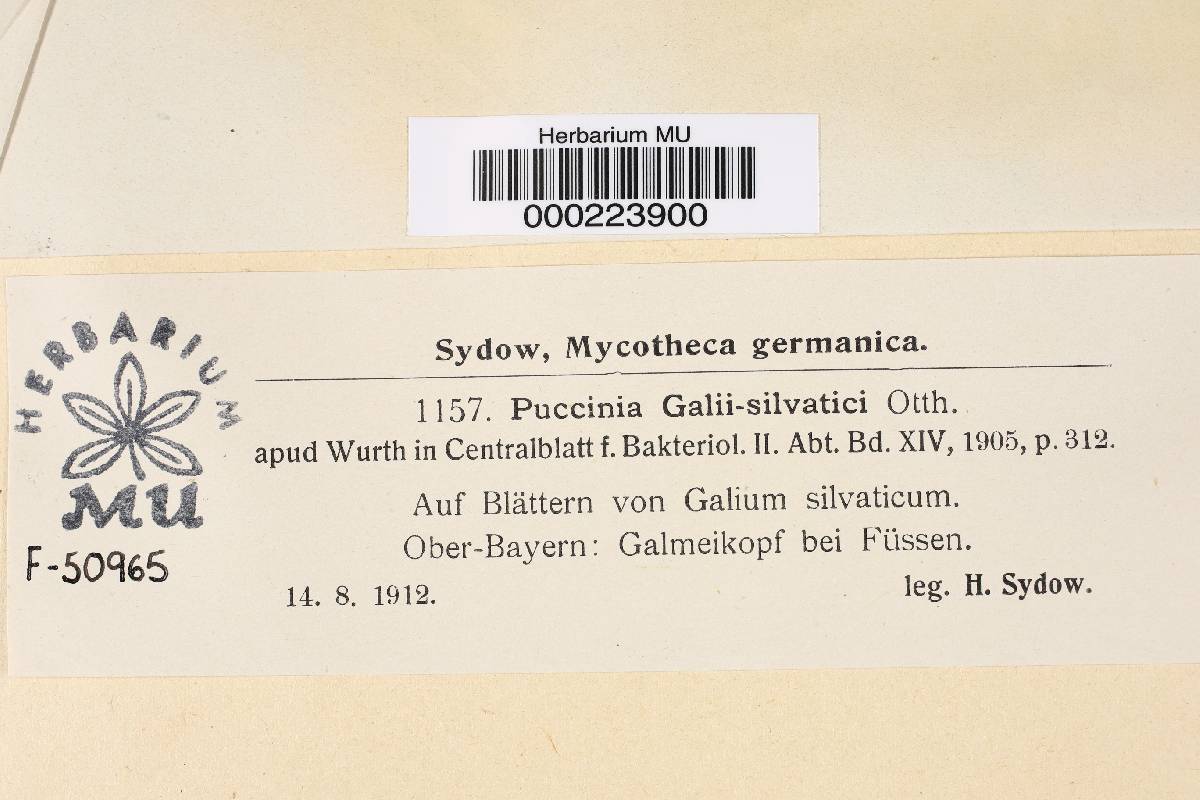 Herbarium MU
000223900
HERBARIUM
MU
F-50965
Sydow, Mycotheca germanica.
1157. Puccinia Galii-silvatici Otth.
apud Wurth in Centralblatt f. Bakteriol. II. Abt. Bd. XIV, 1905, p. 312.
Auf Blättern von Galium silvaticum.
Ober-Bayern: Galmeikopf bei Füssen.
14. 8. 1912. leg. H. Sydow.